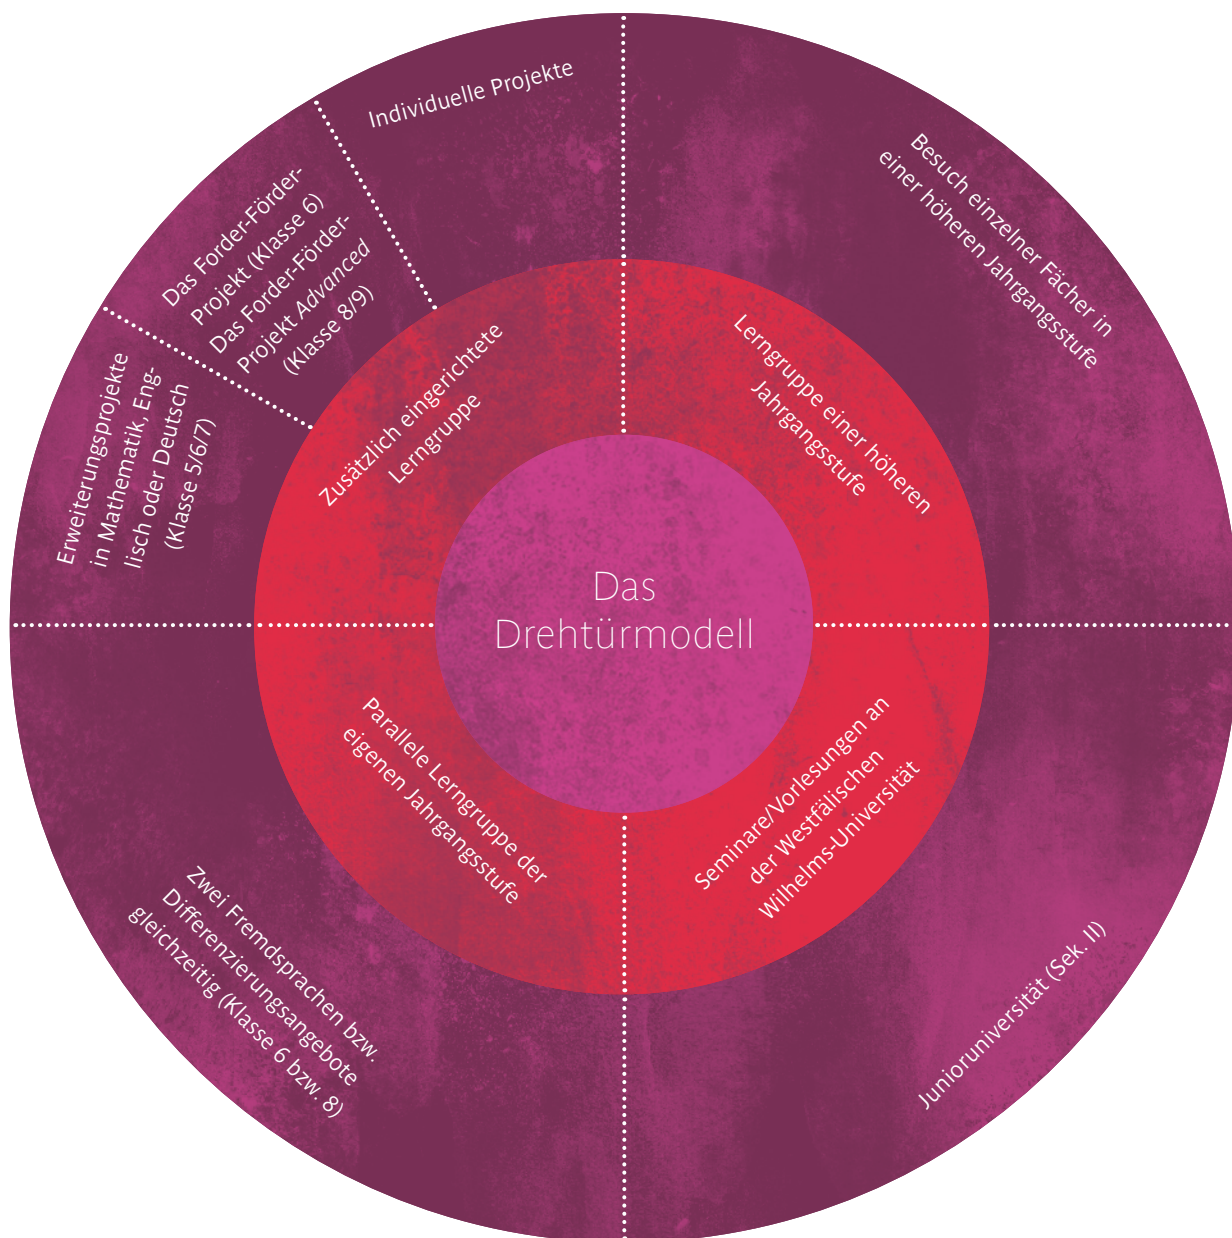 Individuelle Projekte
Besuch einzelner Fächer in
einer höheren Jahrgangsstufe
Das Forder-Förder-
Projekt (Klasse 6)
Das Forder-Förder-
Projekt Advanced
(Klasse 8/9)
Erweiterungsprojekte
in Mathematik, Eng-
lisch oder Deutsch
(Klasse 5/6/7)
Zusätzlich eingerichtete
Lerngruppe
Lerngruppe einer höheren
Jahrgangsstufe
Das
Drehtürmodell
Parallele Lerngruppe der
eigenen Jahrgangsstufe
Seminare/Vorlesungen an
der Westfälischen
Wilhelms-Universität
Zwei Fremdsprachen bzw.
Differenzierungsangebote
gleichzeitig (Klasse 6 bzw. 8)
Junioruniversität (Sek. II)